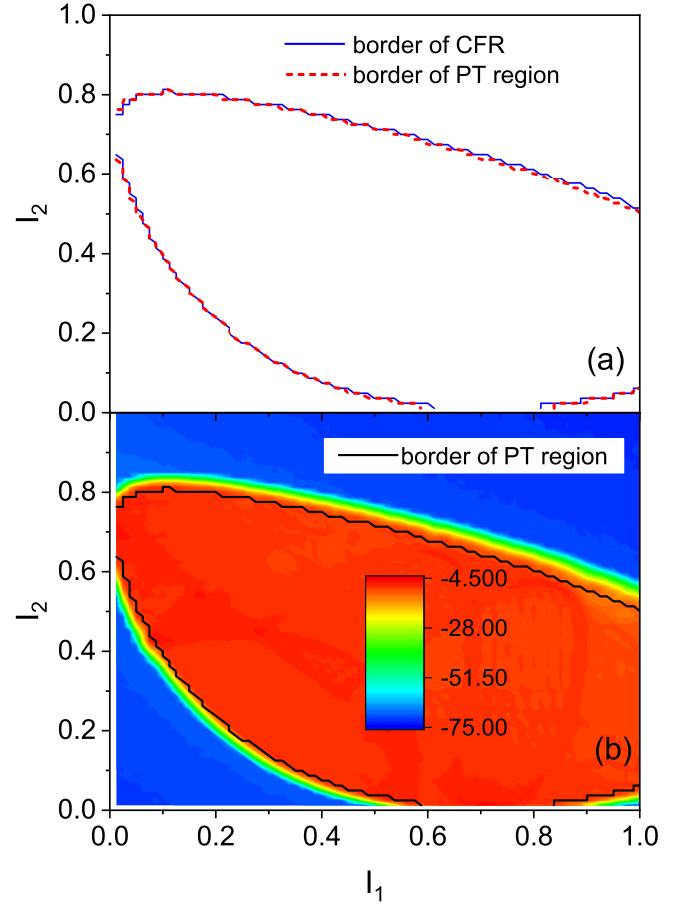 1.0
border of CFR
border of PT region
0.8
0.6
I2
0.4
0.2
(a)
0.0
border of PT region
0.8
-4.500
0.6
-28.00
I2
0.4
-51.50
-75.00
0.2
(b)
0.0
0.0 0.2 0.4 0.6 0.8 1.0
I1